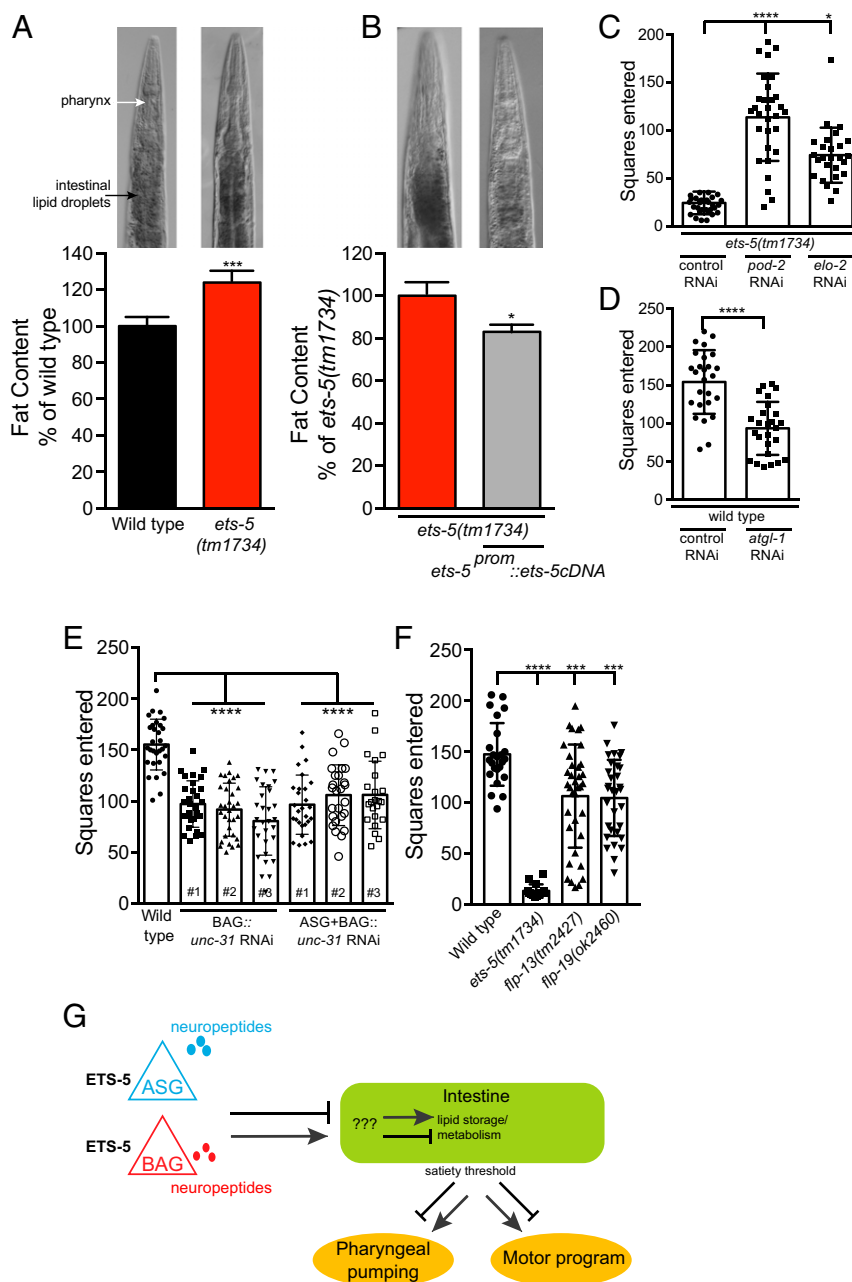 A
pharynx
intestinal
lipid droplets
Fat Content
% of wild type
140
120
100
80
60
40
20
0
***
Wild type
ets-5
(tm1734)
B
Fat Content
% of ets-5(tm1734)
120
100
80
60
40
20
0
*
ets-5(tm1734)
ets-5prom::ets-5cDNA
C
Squares entered
200
150
100
50
0
****
*
ets-5(tm1734)
control
RNAi
pod-2
RNAi
elo-2
RNAi
D
Squares entered
250
200
150
100
50
0
****
wild type
control
RNAi
atgl-1
RNAi
E
Squares entered
250
200
150
100
50
0
****
****
#1
#2
#3
#1
#2
#3
Wild
type
BAG::
unc-31 RNAi
ASG+BAG::
unc-31 RNAi
F
Squares entered
250
200
150
100
50
0
****
***
***
Wild type
ets-5(tm1734)
flp-13(tm2427)
flp-19(ok2460)
G
neuropeptides
ETS-5
ASG
ETS-5
BAG
neuropeptides
Intestine
???
lipid storage/
metabolism
satiety threshold
Pharyngeal
pumping
Motor program